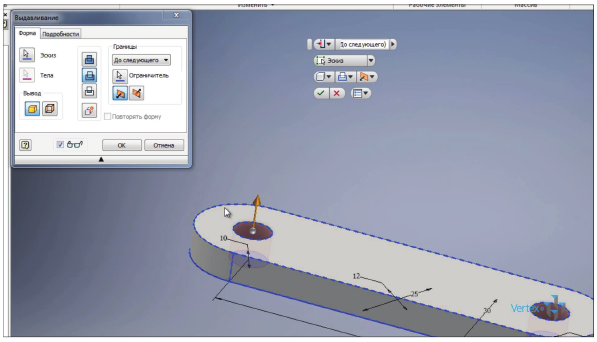 Изменить ▼
Рабочие элементы
Массив
Выдавливание
x
Форма Подробности
Эскиз
Тела
Вывод
Границы
До следующего
Ограничитель
Повторять форму
OK
Отмена
До следующего)
Эскиз
10
12
25
30
Vertex